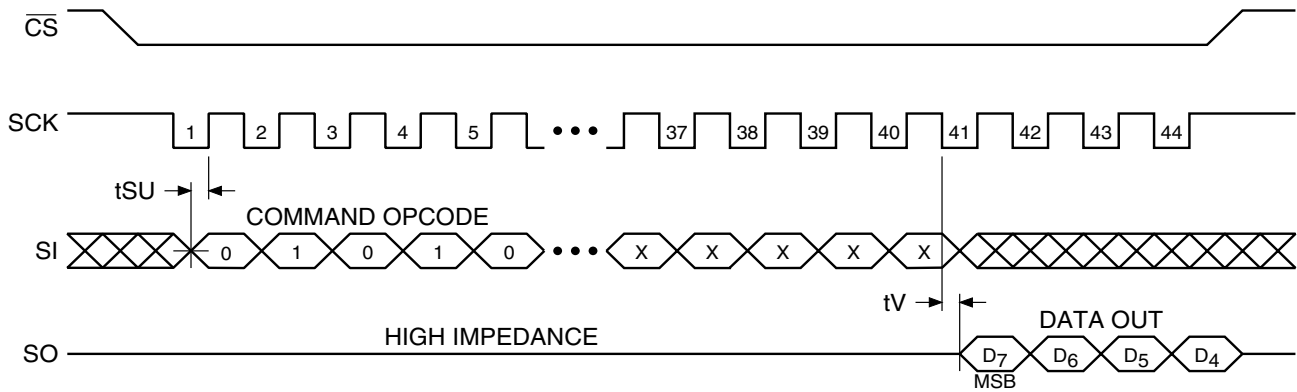 CS
SCK 1 2 3 4 5 ••• 37 38 39 40 41 42 43 44
tSU
COMMAND OPCODE
SI 0 1 0 1 0 ••• X X X X X
tV
HIGH IMPEDANCE
DATA OUT
SO D7 D6 D5 D4
MSB